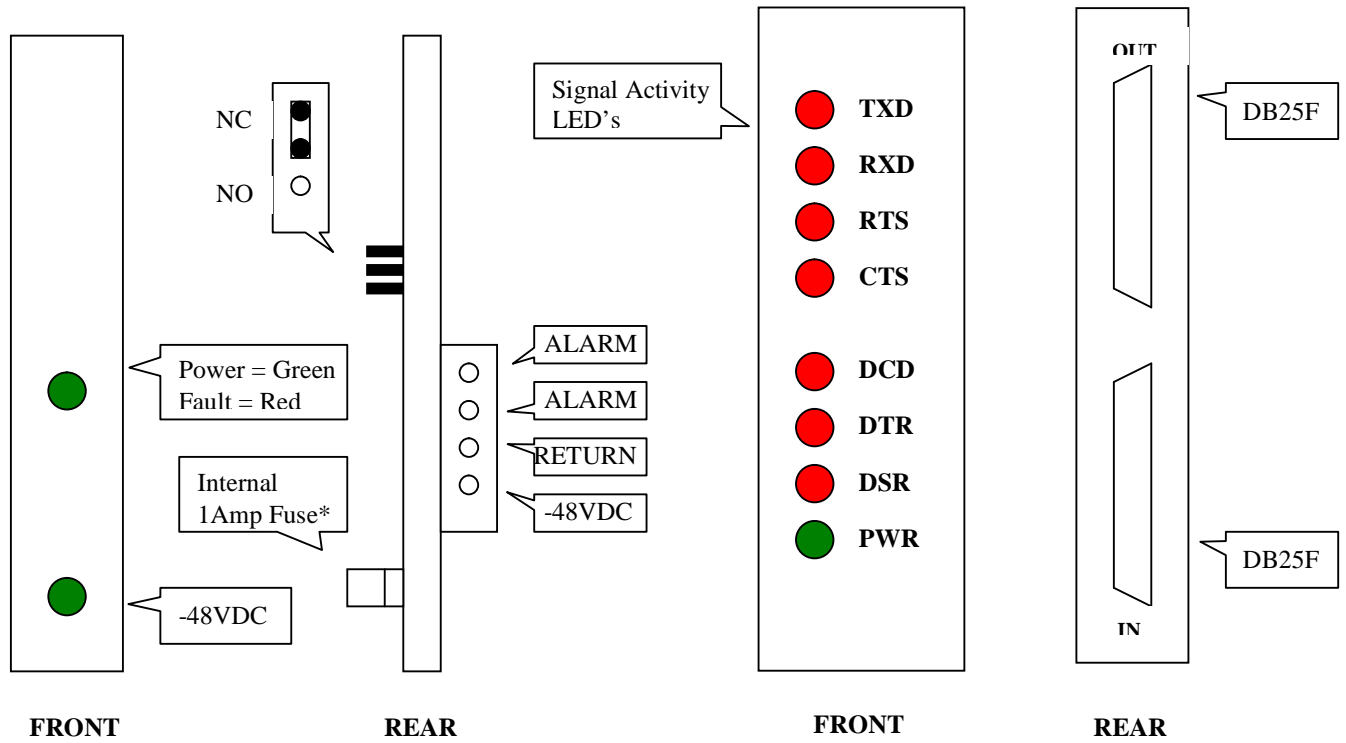 NC
NO
Power = Green
Fault = Red
Internal
1Amp Fuse*
-48VDC
ALARM
ALARM
RETURN
-48VDC
Signal Activity
LED’s
TXD
RXD
RTS
CTS
DCD
DTR
DSR
PWR
OUT
DB25F
DB25F
IN
FRONT
REAR
FRONT
REAR